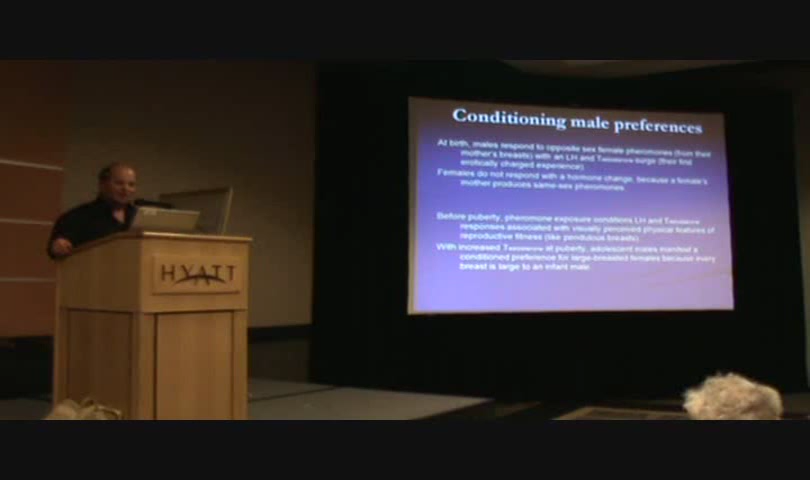 Conditioning male preferences
At birth, males respond to opposite sex female pheromones (from their
mother's breasts) with an LH and Testosterone surge (their first
erotically charged experience)
Females do not respond with a hormone change, because a female's
mother produces same-sex pheromones.
Before puberty, pheromone exposure conditions LH and Testosterone
responses associated with visually perceived physical features of
reproductive fitness (like pendulous breasts).
With increased Testosterone at puberty, adolescent males manifest a
conditioned preference for large-breasted females because every
breast is large to an infant male.
HYATT